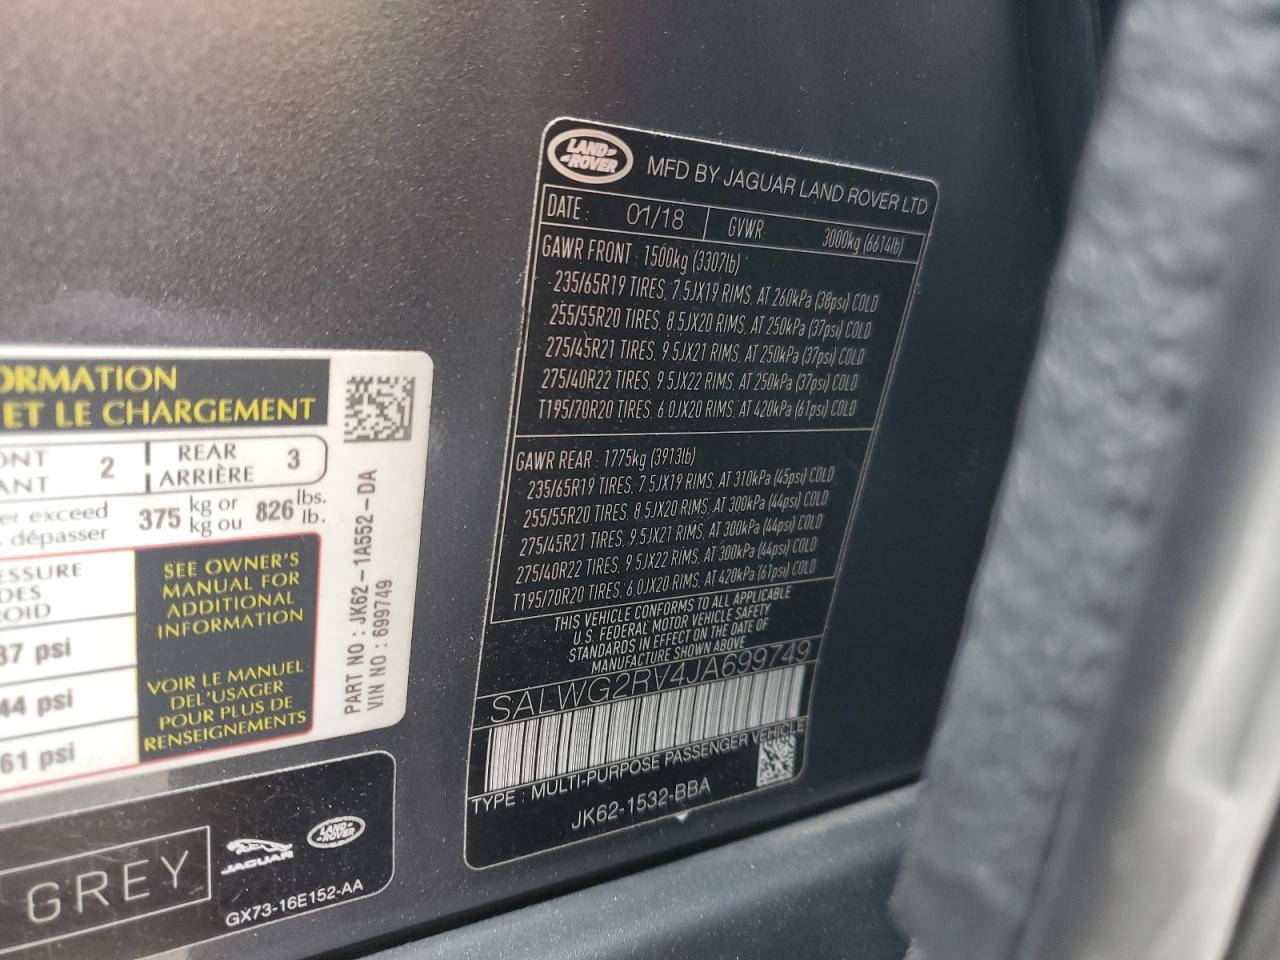 LAND ROVER
MFD BY JAGUAR LAND ROVER LTD
DATE: 01/18 GVWR: 3000kg (6614lb)
GAWR FRONT: 1500kg (3307lb)
235/65R19 TIRES, 7.5JX19 RIMS, AT 260kPa (38psi) COLD
255/55R20 TIRES, 8.5JX20 RIMS, AT 250kPa (37psi) COLD
275/45R21 TIRES, 9.5JX21 RIMS, AT 250kPa (37psi) COLD
275/40R22 TIRES, 9.5JX22 RIMS, AT 250kPa (37psi) COLD
T195/70R20 TIRES, 6.0JX20 RIMS, AT 420kPa (61psi) COLD
GAWR REAR: 1775kg (3913lb)
235/65R19 TIRES, 7.5JX19 RIMS, AT 310kPa (45psi) COLD
255/55R20 TIRES, 8.5JX20 RIMS, AT 300kPa (44psi) COLD
275/45R21 TIRES, 9.5JX21 RIMS, AT 300kPa (44psi) COLD
275/40R22 TIRES, 9.5JX22 RIMS, AT 300kPa (44psi) COLD
T195/70R20 TIRES, 6.0JX20 RIMS, AT 420kPa (61psi) COLD
THIS VEHICLE CONFORMS TO ALL APPLICABLE
U.S. FEDERAL MOTOR VEHICLE SAFETY
STANDARDS IN EFFECT ON THE DATE OF
MANUFACTURE SHOWN ABOVE
SALWG2RV4JA699749
TYPE: MULTI-PURPOSE PASSENGER VEHICLE
JK62-1532-BBA
ORMATION
ET LE CHARGEMENT
ONT 2 REAR 3
ANT ARRIÈRE
er exceed 375 kg or 826 lbs.
dépasser kg ou lb.
ESSURE
DES
OID
37 psi
44 psi
61 psi
SEE OWNER'S
MANUAL FOR
ADDITIONAL
INFORMATION
VOIR LE MANUEL
DEL'USAGER
POUR PLUS DE
RENSEIGNEMENTS
PART NO: JK62-1A552-DA
VIN NO: 699749
GREY
JAGUAR
LAND ROVER
GX73-16E152-AA